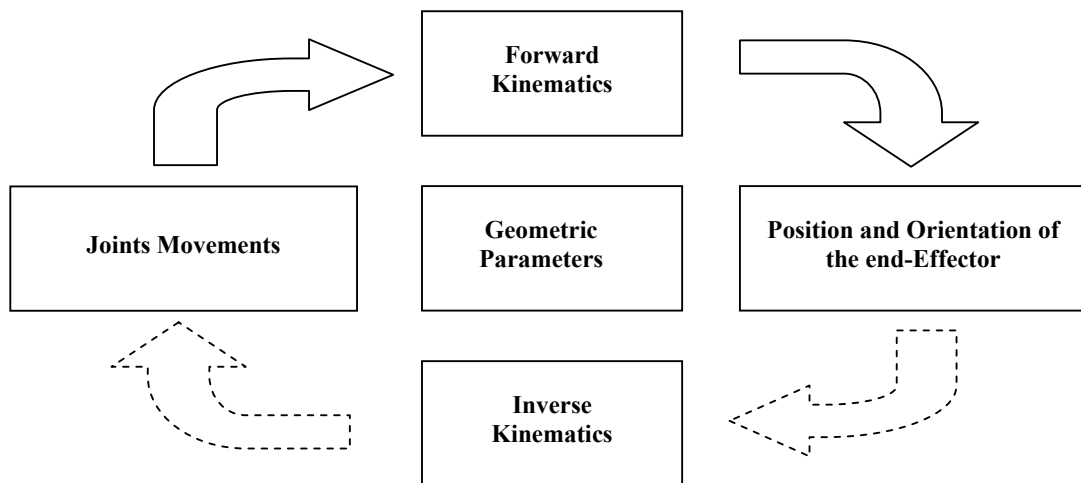 Forward
Kinematics
Joints Movements
Geometric
Parameters
Position and Orientation of
the end-Effector
Inverse
Kinematics